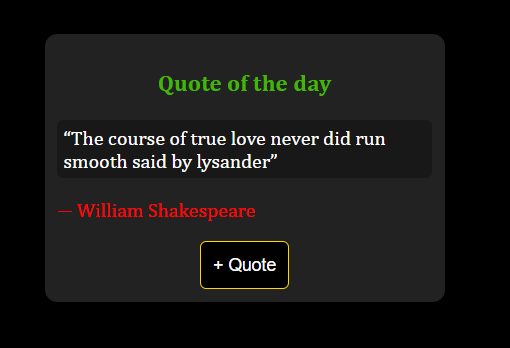 Quote of the day
“The course of true love never did run
smooth said by lysander”
— William Shakespeare
+ Quote